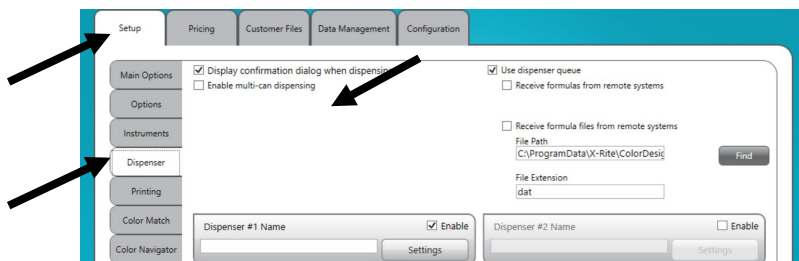 Setup
Pricing
Customer Files
Data Management
Configuration
Main Options
Options
Instruments
Dispenser
Printing
Color Match
Color Navigator
Display confirmation dialog when dispensing
Enable multi-can dispensing
Use dispenser queue
Receive formulas from remote systems
Receive formula files from remote systems
File Path
C:\ProgramData\X-Rite\ColorDesig
Find
File Extension
dat
Dispenser #1 Name
Enable
Settings
Dispenser #2 Name
Enable
Settings